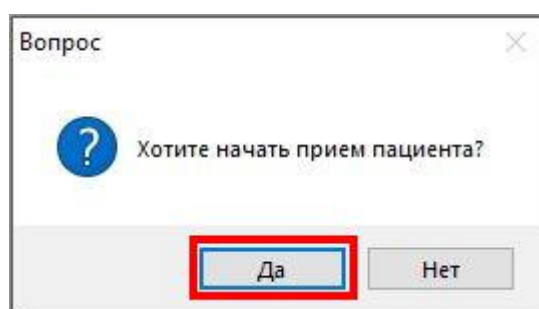 Вопрос
Хотите начать прием пациента?
Да
Нет